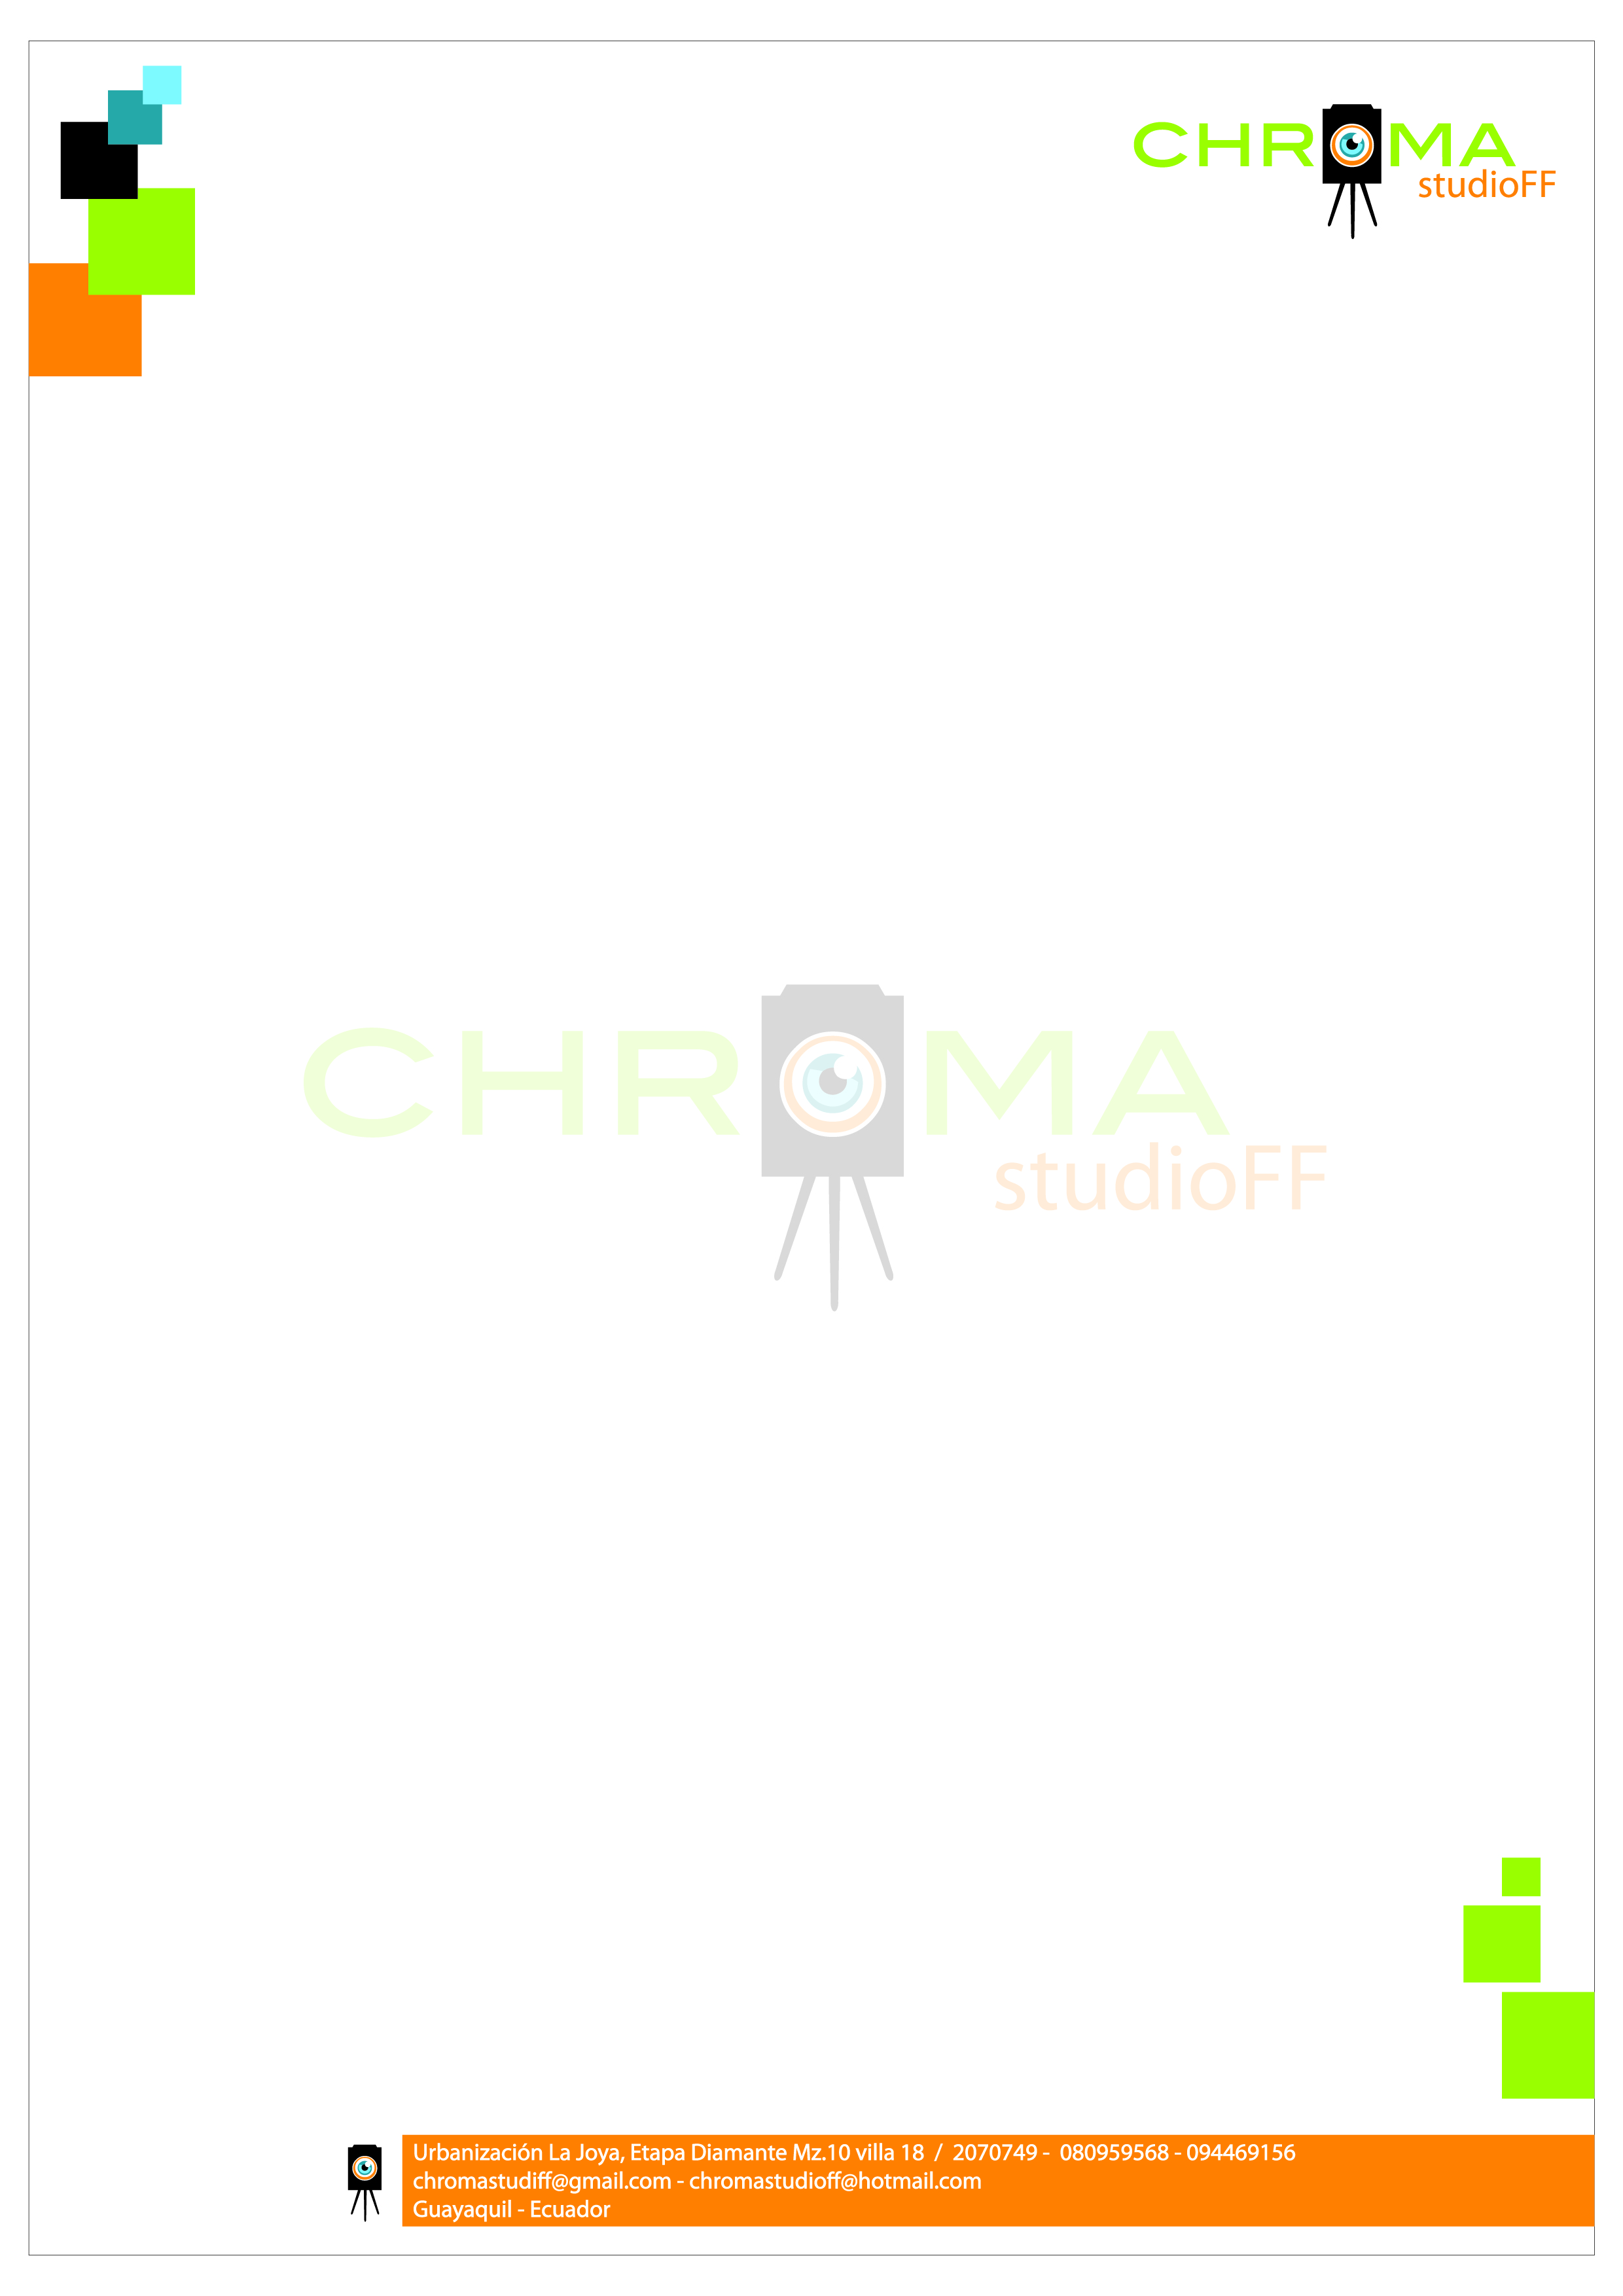 CHROMA
studioFF
CHROMA
studioFF
Urbanización La Joya, Etapa Diamante Mz.10 villa 18 / 2070749 - 080959568 - 094469156
chromastudiff@gmail.com - chromastudioff@hotmail.com
Guayaquil - Ecuador